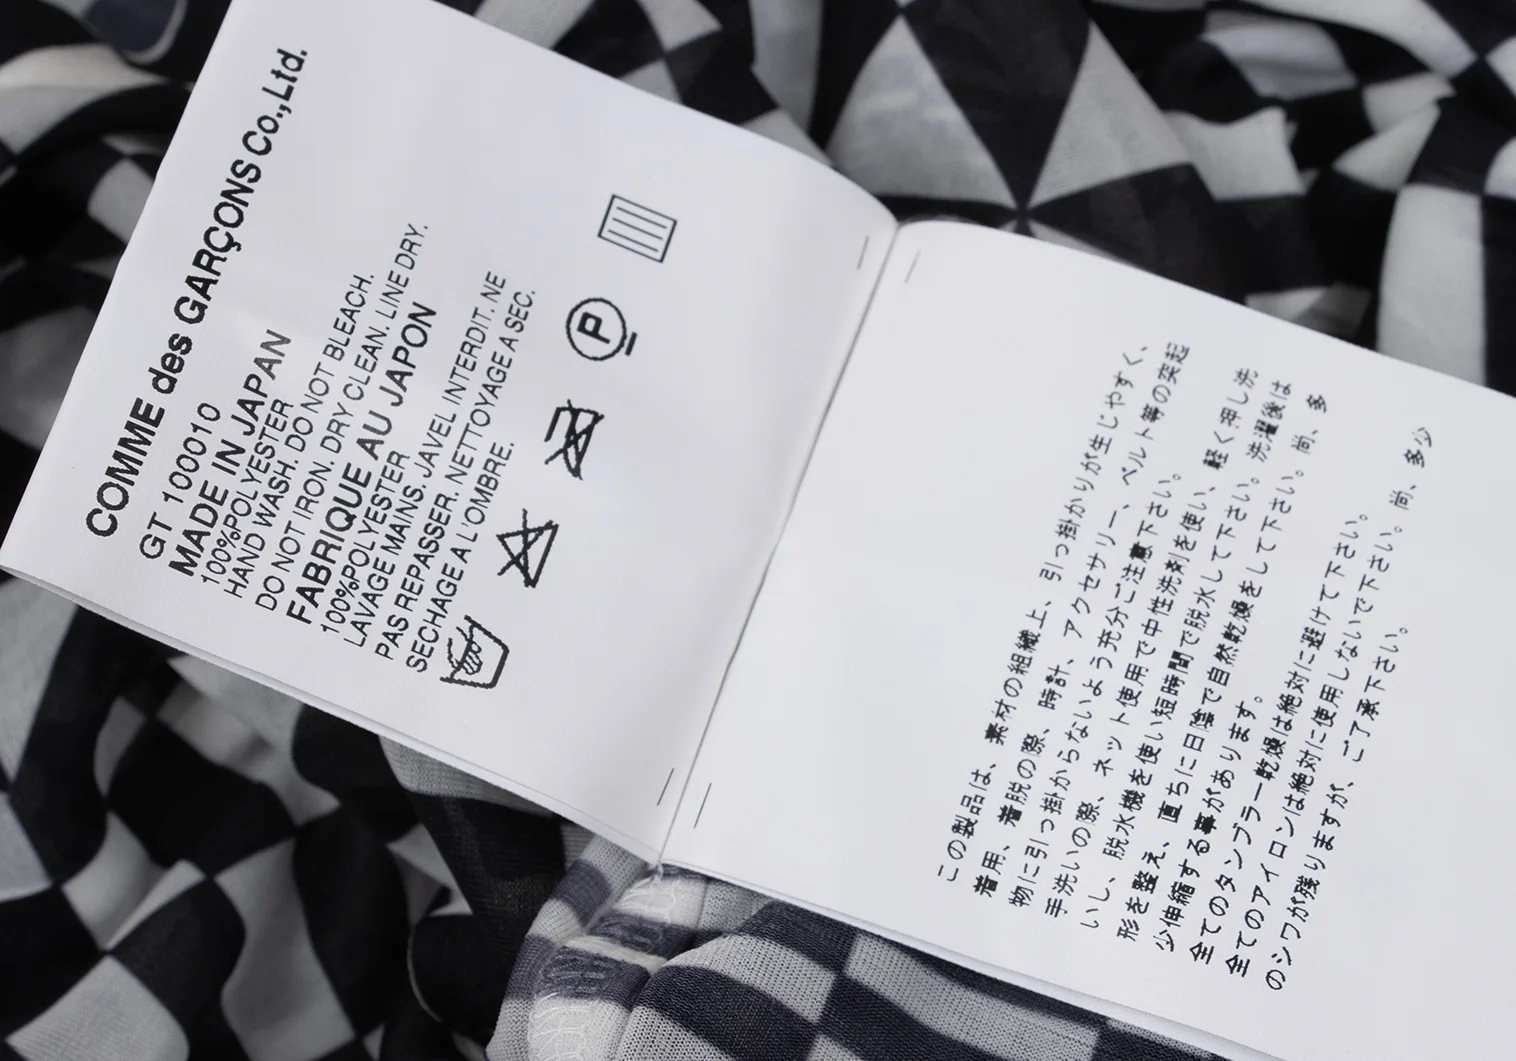 COMME des GARÇONS Co.,Ltd.
GT 100010
MADE IN JAPAN
100%POLYESTER
HAND WASH. DO NOT BLEACH.
DO NOT IRON. DRY CLEAN. LINE DRY.
FABRIQUE AU JAPON
100%POLYESTER
LAVAGE MAINS. JAVEL INTERDIT. NE
PAS REPASSER. NETTOYAGE A SEC.
SECHAGE A L'OMBRE.
P
この製品は、素材の組織上、引っ掛かりが生じやすく、
着用、着脱の際、時計、アクセサリー、ベルト等の突起
物に引っ掛からないよう充分ご注意下さい。
手洗いの際、ネット使用で中性洗剤を使い、軽く押し洗
いし、脱水機を使い短時間で脱水して下さい。洗濯後は
形を整え、直ちに日陰で自然乾燥をして下さい。尚、多
少伸縮する事があります。
全てのタンブラー乾燥は絶対に避けて下さい。
全てのアイロンは絶対に使用しないで下さい。尚、多少
のシワが残りますが、ご了承下さい。